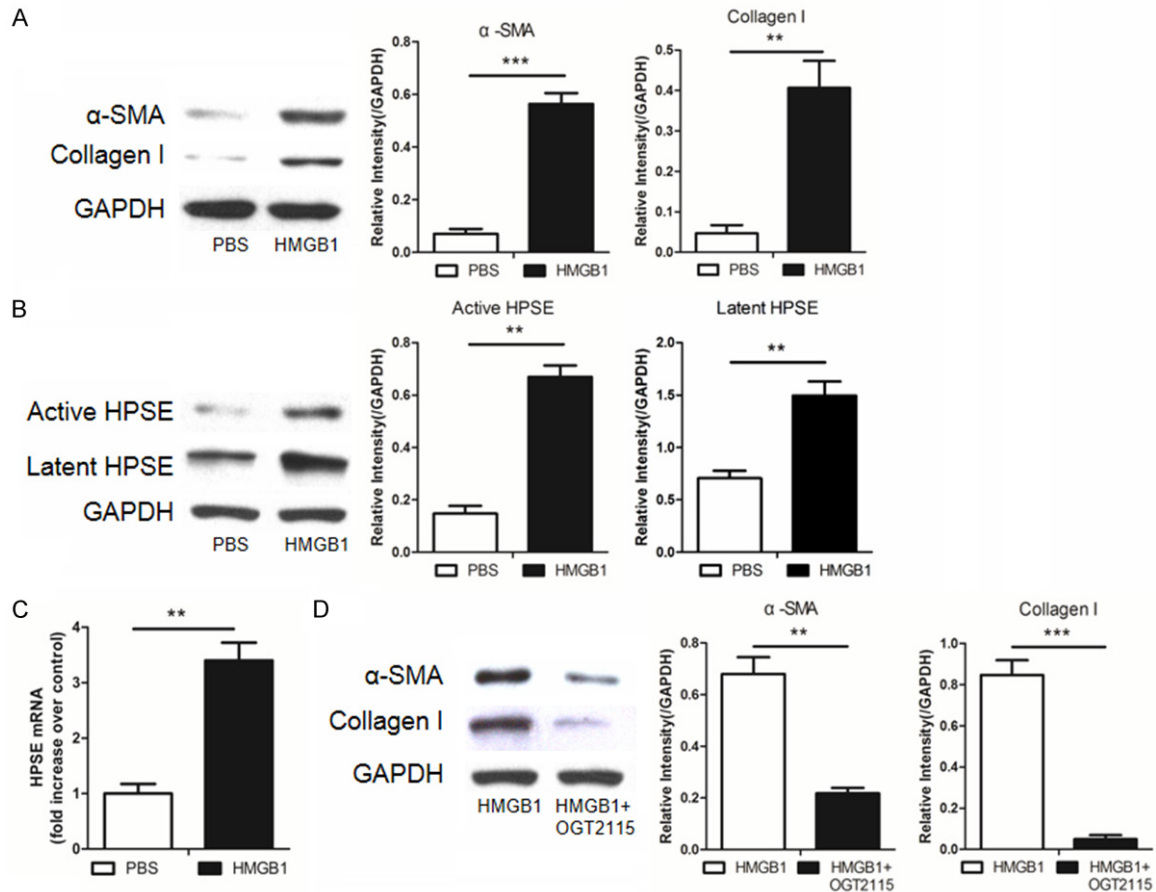 A
α-SMA
Collagen I
GAPDH
PBS HMGB1
α -SMA
***
Relative Intensity(/GAPDH)
0.8
0.6
0.4
0.2
0.0
PBS HMGB1
Collagen I
**
Relative Intensity(/GAPDH)
0.5
0.4
0.3
0.2
0.1
0.0
PBS HMGB1
B
Active HPSE
Latent HPSE
GAPDH
PBS HMGB1
Active HPSE
**
Relative Intensity(/GAPDH)
0.8
0.6
0.4
0.2
0.0
PBS HMGB1
Latent HPSE
**
Relative Intensity(/GAPDH)
2.0
1.5
1.0
0.5
0.0
PBS HMGB1
C
**
HPSE mRNA
(fold increase over control)
4
3
2
1
0
PBS HMGB1
D
α-SMA
Collagen I
GAPDH
HMGB1 HMGB1+
OGT2115
α -SMA
**
Relative Intensity(/GAPDH)
0.8
0.6
0.4
0.2
0.0
HMGB1 HMGB1+
OGT2115
Collagen I
***
Relative Intensity(/GAPDH)
1.0
0.8
0.6
0.4
0.2
0.0
HMGB1 HMGB1+
OGT2115